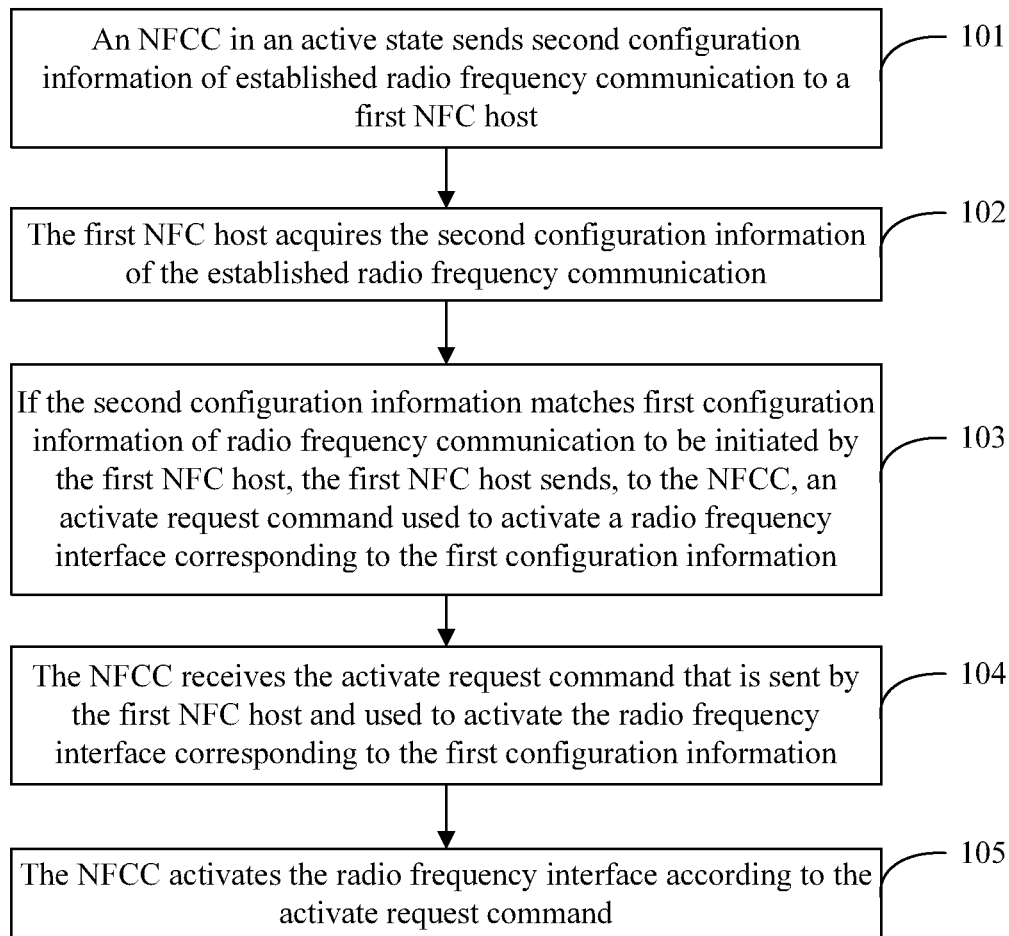 An NFCC in an active state sends second configuration
information of established radio frequency communication to a
first NFC host
101
The first NFC host acquires the second configuration information
of the established radio frequency communication
102
If the second configuration information matches first configuration
information of radio frequency communication to be initiated by
the first NFC host, the first NFC host sends, to the NFCC, an
activate request command used to activate a radio frequency
interface corresponding to the first configuration information
103
The NFCC receives the activate request command that is sent by
the first NFC host and used to activate the radio frequency
interface corresponding to the first configuration information
104
The NFCC activates the radio frequency interface according to the
activate request command
105